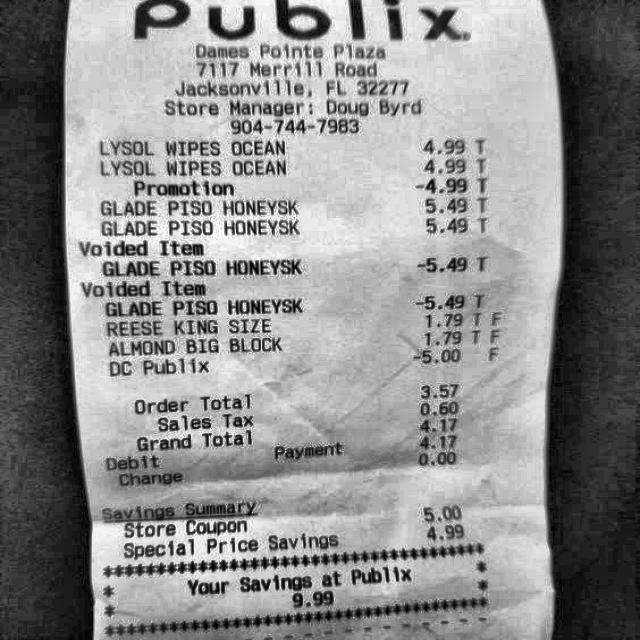 Publix.
Dames Pointe Plaza
7117 Merrill Road
Jacksonville, FL 32277
Store Manager: Doug Byrd
904-744-7983
LYSOL WIPES OCEAN 4.99 T
LYSOL WIPES OCEAN 4.99 T
Promotion -4.99 T
GLADE PISO HONEYSK 5.49 T
GLADE PISO HONEYSK 5.49 T
Voided Item
GLADE PISO HONEYSK -5.49 T
Voided Item
GLADE PISO HONEYSK -5.49 T
REESE KING SIZE 1.79 T F
ALMOND BIG BLOCK 1.79 T F
DC Publix -5.00 F
Order Total 3.57
Sales Tax 0.60
Grand Total 4.17
Debit Payment 4.17
Change 0.00
Savings Summary
Store Coupon 5.00
Special Price Savings 4.99
****************************************
* Your Savings at Publix *
* 9.99 *
****************************************